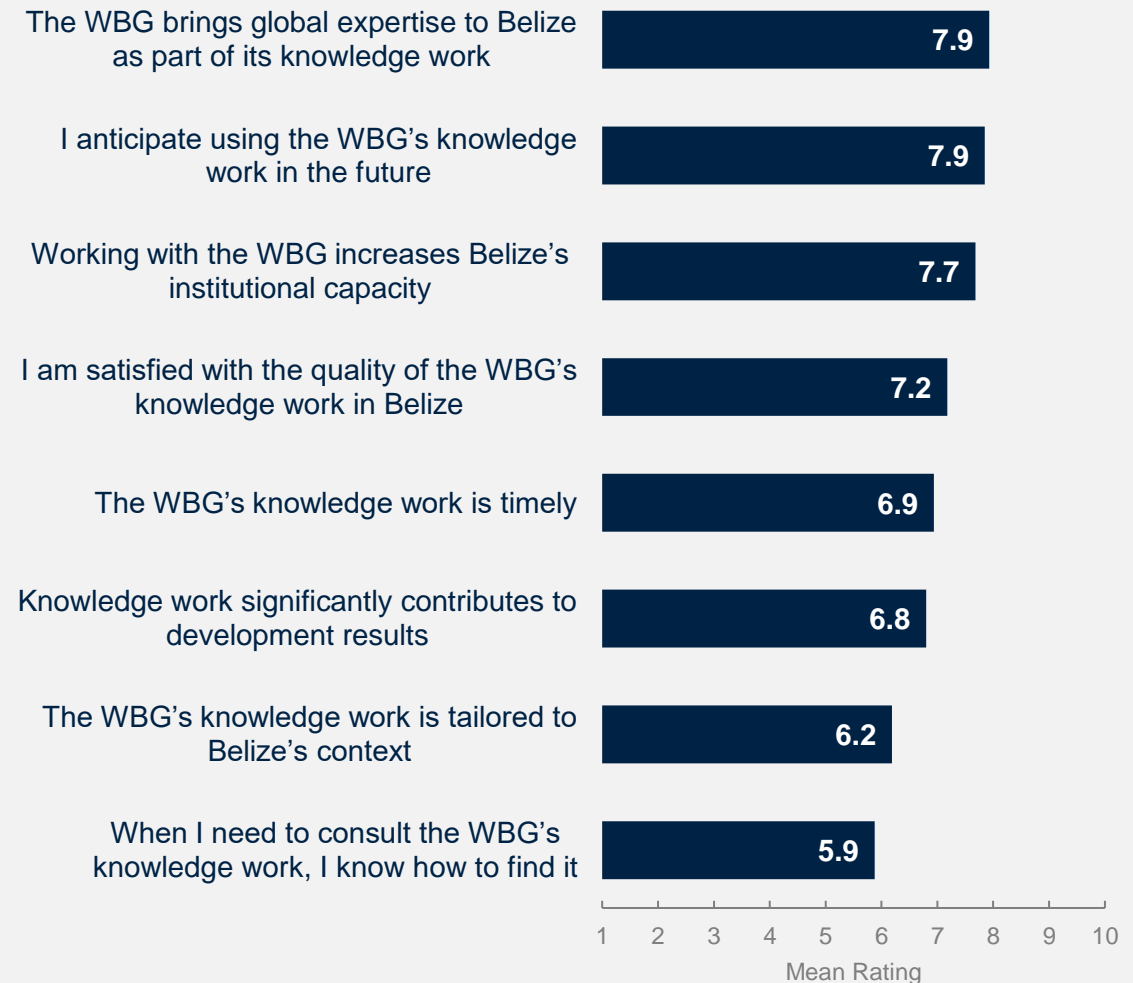 The WBG brings global expertise to Belize
as part of its knowledge work
7.9
I anticipate using the WBG’s knowledge
work in the future
7.9
Working with the WBG increases Belize’s
institutional capacity
7.7
I am satisfied with the quality of the WBG’s
knowledge work in Belize
7.2
The WBG’s knowledge work is timely
6.9
Knowledge work significantly contributes to
development results
6.8
The WBG’s knowledge work is tailored to
Belize’s context
6.2
When I need to consult the WBG’s
knowledge work, I know how to find it
5.9
1 2 3 4 5 6 7 8 9 10
Mean Rating